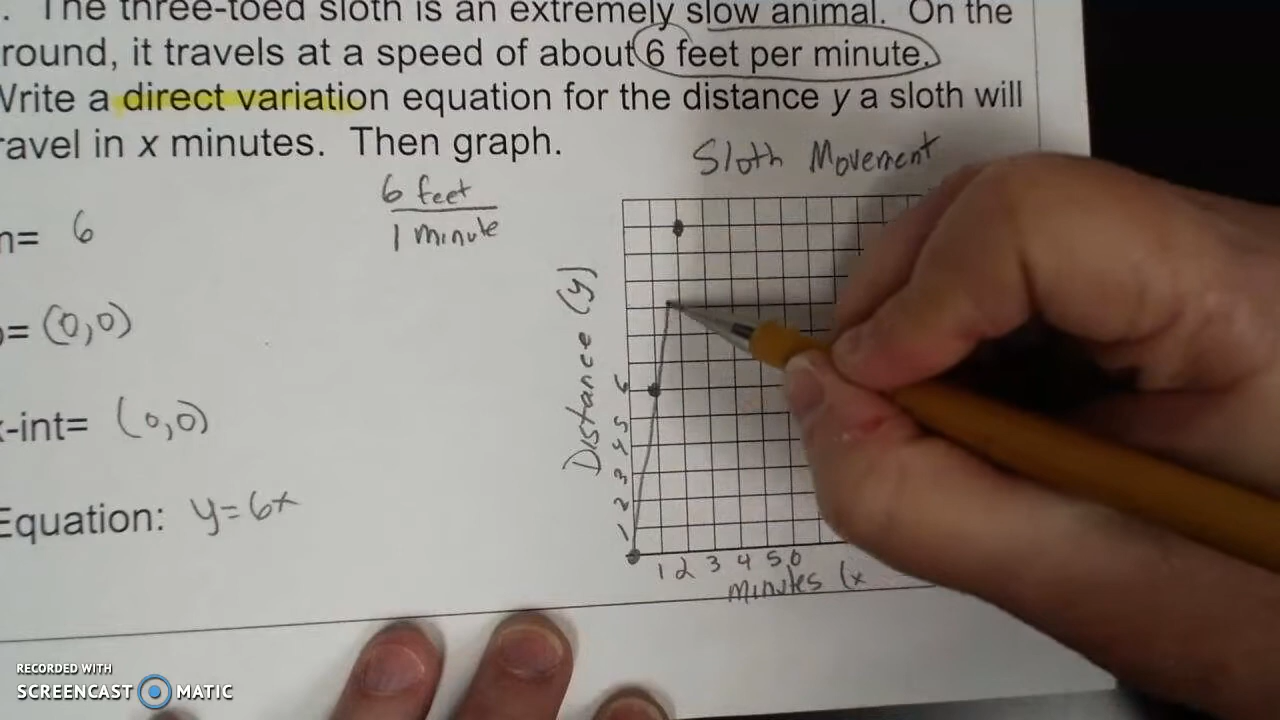 . The three-toed sloth is an extremely slow animal. On the
round, it travels at a speed of about 6 feet per minute.
Write a direct variation equation for the distance y a sloth will
ravel in x minutes. Then graph.
Sloth Movement
6 feet
1 minute
m= 6
b= (0,0)
x-int= (0,0)
Equation: y=6x
Distance (y)
6
5
4
3
2
1
1 2 3 4 5
minutes (x
RECORDED WITH
SCREENCAST MATIC